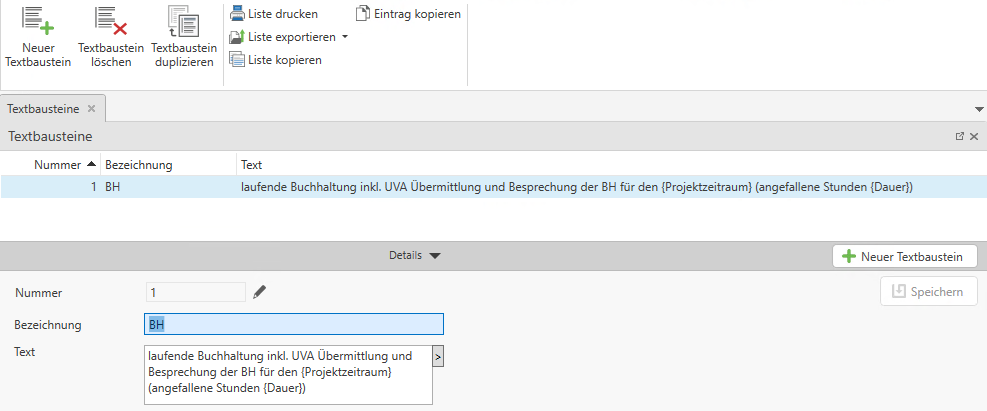 Neuer
Textbaustein
Textbaustein
löschen
Textbaustein
duplizieren
Liste drucken
Liste exportieren
Liste kopieren
Eintrag kopieren
Textbausteine
Textbausteine
Nummer Bezeichnung Text
1 BH laufende Buchhaltung inkl. UVA Übermittlung und Besprechung der BH für den {Projektzeitraum} (angefallene Stunden {Dauer})
Details
Neuer Textbaustein
Nummer 1
Speichern
Bezeichnung BH
Text laufende Buchhaltung inkl. UVA Übermittlung und
Besprechung der BH für den {Projektzeitraum}
(angefallene Stunden {Dauer})